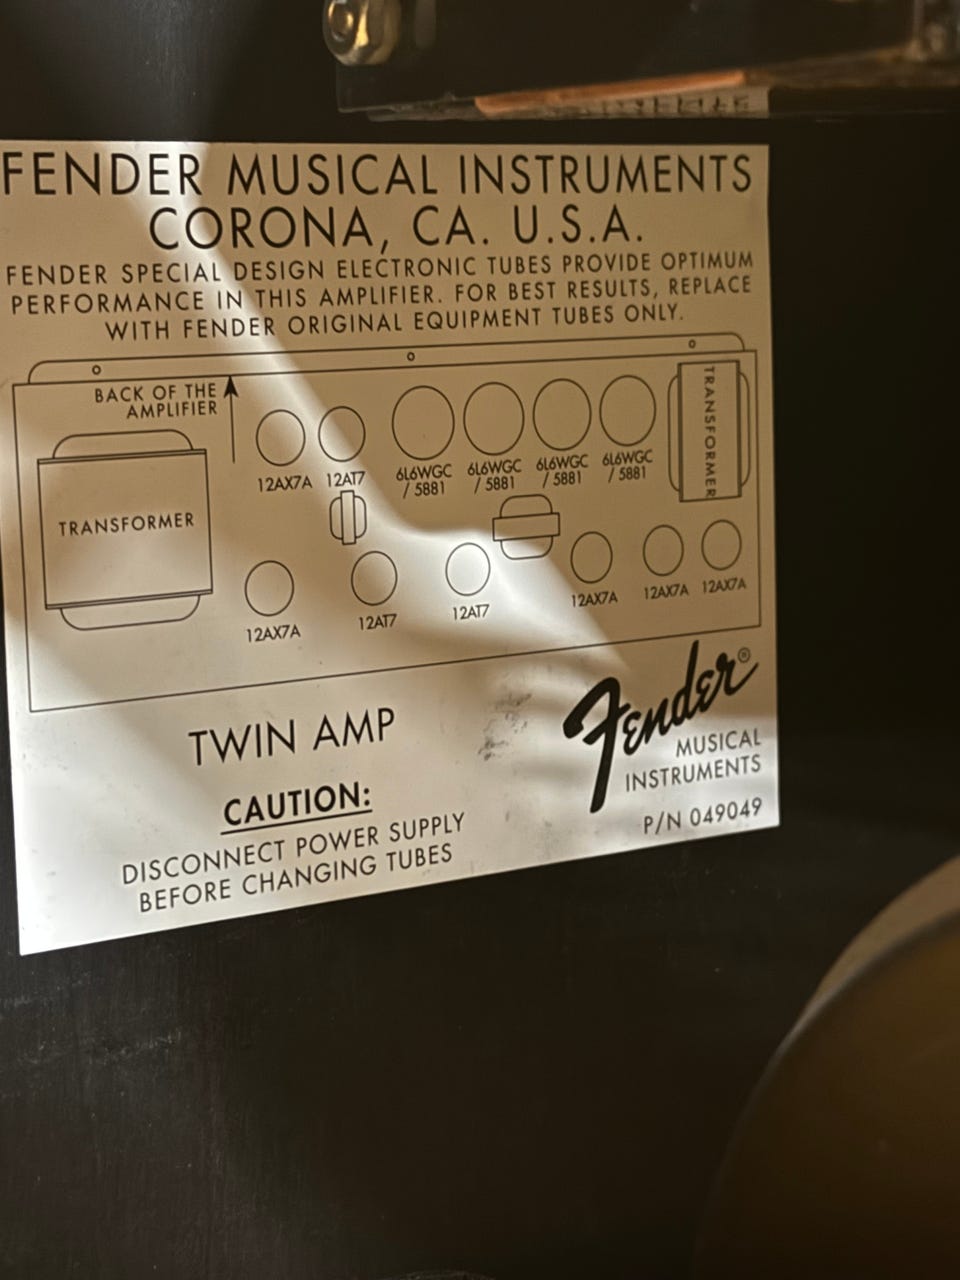 FENDER MUSICAL INSTRUMENTS
CORONA, CA. U.S.A.
FENDER SPECIAL DESIGN ELECTRONIC TUBES PROVIDE OPTIMUM
PERFORMANCE IN THIS AMPLIFIER. FOR BEST RESULTS, REPLACE
WITH FENDER ORIGINAL EQUIPMENT TUBES ONLY.
BACK OF THE
AMPLIFIER
TRANSFORMER
12AX7A 12AT7 6L6WGC 6L6WGC 6L6WGC 6L6WGC
/ 5881 / 5881 / 5881 / 5881
TRANSFORMER
12AX7A 12AT7 12AT7 12AX7A 12AX7A 12AX7A
TWIN AMP
CAUTION:
DISCONNECT POWER SUPPLY
BEFORE CHANGING TUBES
Fender®
MUSICAL
INSTRUMENTS
P/N 049049